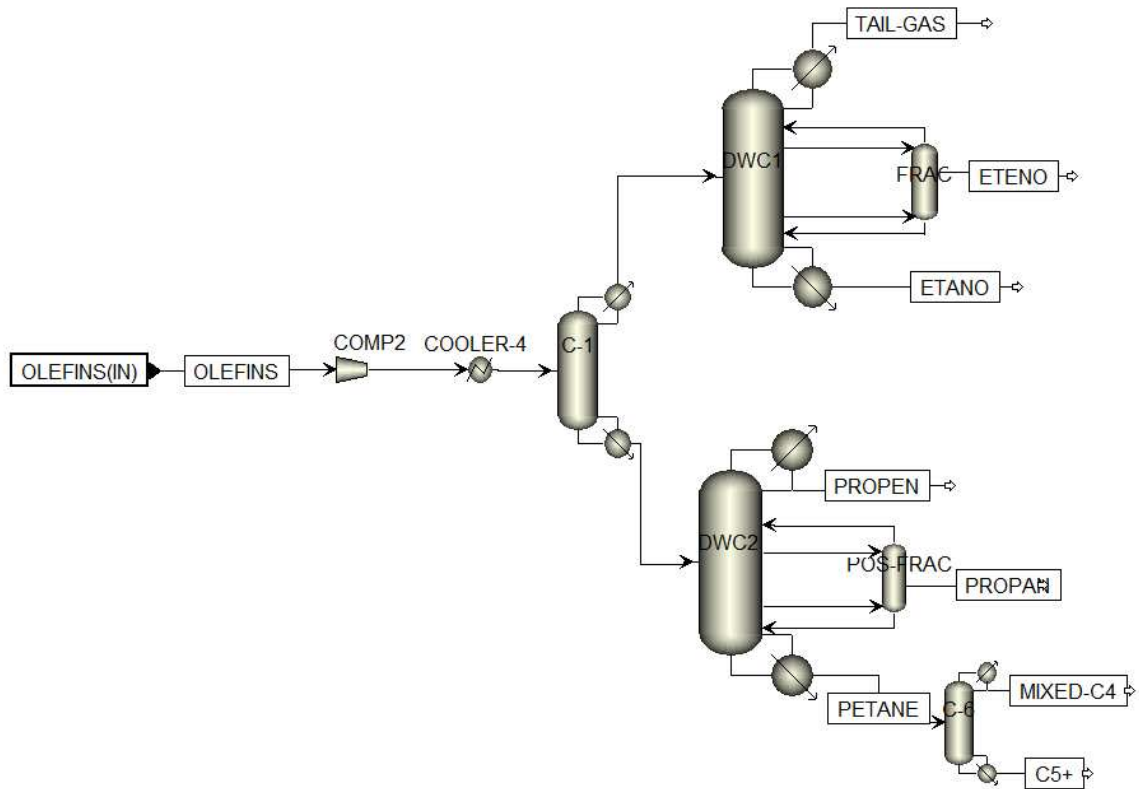 TAIL-GAS
DWC1
FRAC
ETENO
ETANO
COMP2
COOLER-4
C-1
OLEFINS(IN)
OLEFINS
PROPEN
DWC2
POS-FRAC
PROPAN
PETANE
C-6
MIXED-C4
C5+